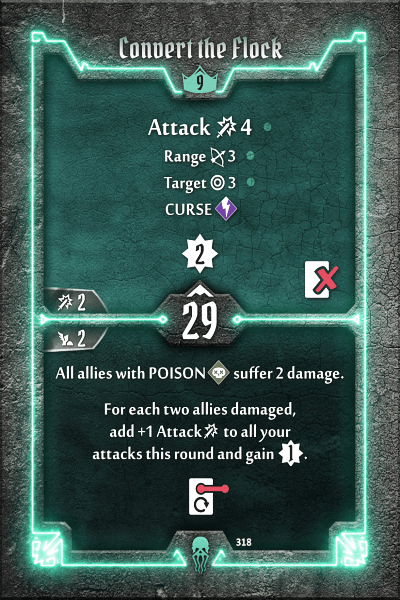 Convert the Flock
9
Attack 4
Range 3
Target 3
CURSE
2
2
29
2
All allies with POISON suffer 2 damage.
For each two allies damaged,
add +1 Attack to all your
attacks this round and gain 1.
318